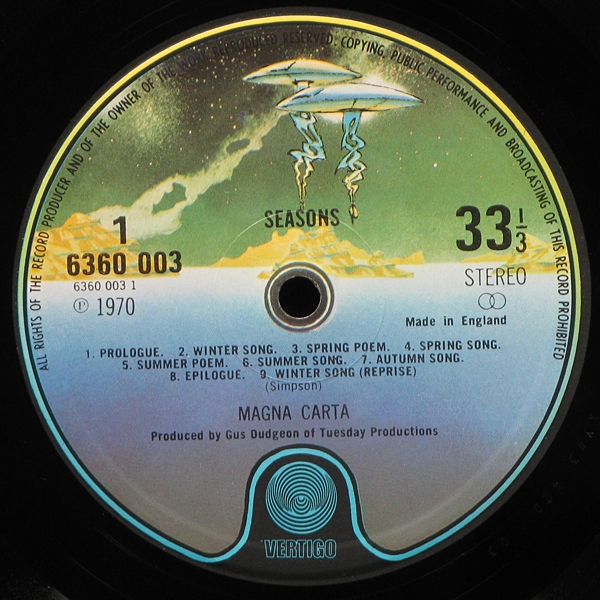 ALL RIGHTS OF THE RECORD PRODUCER AND OF THE OWNER OF THE WORK REPRODUCED RESERVED. COPYING, PUBLIC PERFORMANCE AND BROADCASTING OF THIS RECORD PROHIBITED
SEASONS
1
6360 003
6360 003 1
℗ 1970
33⅓
STEREO
Made in England
1. PROLOGUE. 2. WINTER SONG. 3. SPRING POEM. 4. SPRING SONG.
5. SUMMER POEM. 6. SUMMER SONG. 7. AUTUMN SONG.
8. EPILOGUE. 9. WINTER SONG (REPRISE)
(Simpson)
MAGNA CARTA
Produced by Gus Dudgeon of Tuesday Productions
VERTIGO